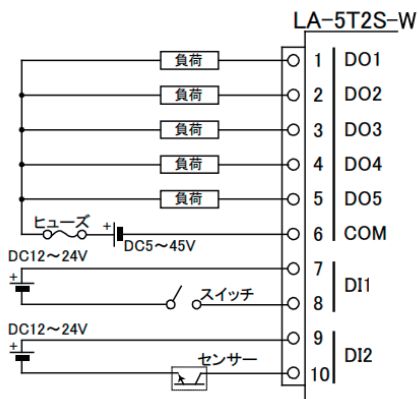 LA-5T2S-W
負荷 1 DO1
負荷 2 DO2
負荷 3 DO3
負荷 4 DO4
負荷 5 DO5
ヒューズ + DC5～45V 6 COM
DC12～24V
+ 7
スイッチ 8
DI1
DC12～24V
+ 9
センサー 10
DI2